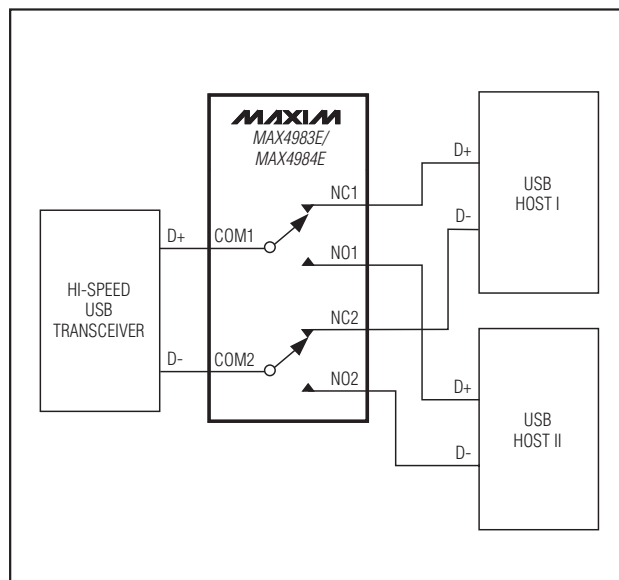 MAXIM
MAX4983E/
MAX4984E
HI-SPEED
USB
TRANSCEIVER
D+
D-
COM1
COM2
NC1
NO1
NC2
NO2
D+
D-
USB
HOST I
D+
D-
USB
HOST II